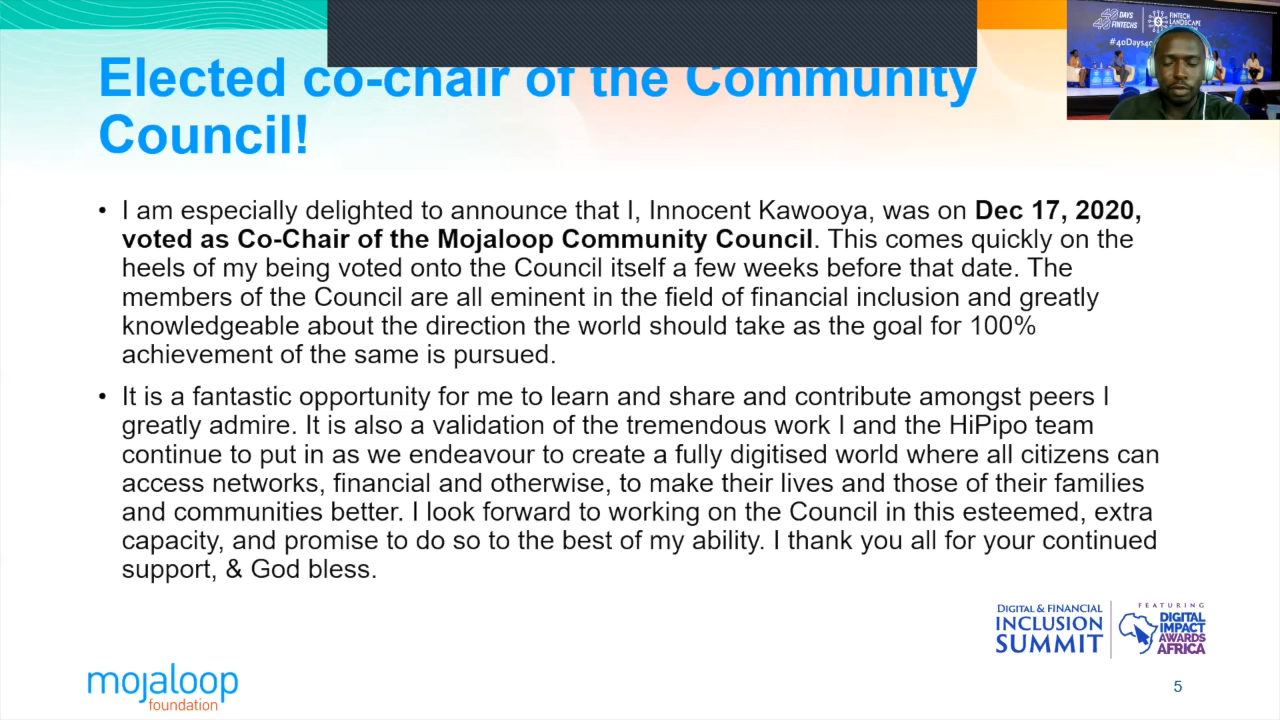 40 DAYS
40 FINTECHS
FINTECH
LANDSCAPE
#40Days40
Elected co-chair of the Community
Council!
• I am especially delighted to announce that I, Innocent Kawooya, was on Dec 17, 2020,
voted as Co-Chair of the Mojaloop Community Council. This comes quickly on the
heels of my being voted onto the Council itself a few weeks before that date. The
members of the Council are all eminent in the field of financial inclusion and greatly
knowledgeable about the direction the world should take as the goal for 100%
achievement of the same is pursued.
• It is a fantastic opportunity for me to learn and share and contribute amongst peers I
greatly admire. It is also a validation of the tremendous work I and the HiPipo team
continue to put in as we endeavour to create a fully digitised world where all citizens can
access networks, financial and otherwise, to make their lives and those of their families
and communities better. I look forward to working on the Council in this esteemed, extra
capacity, and promise to do so to the best of my ability. I thank you all for your continued
support, & God bless.
DIGITAL & FINANCIAL
INCLUSION
SUMMIT
FEATURING
DIGITAL
IMPACT
AWARDS
AFRICA
mojaloop
foundation
5